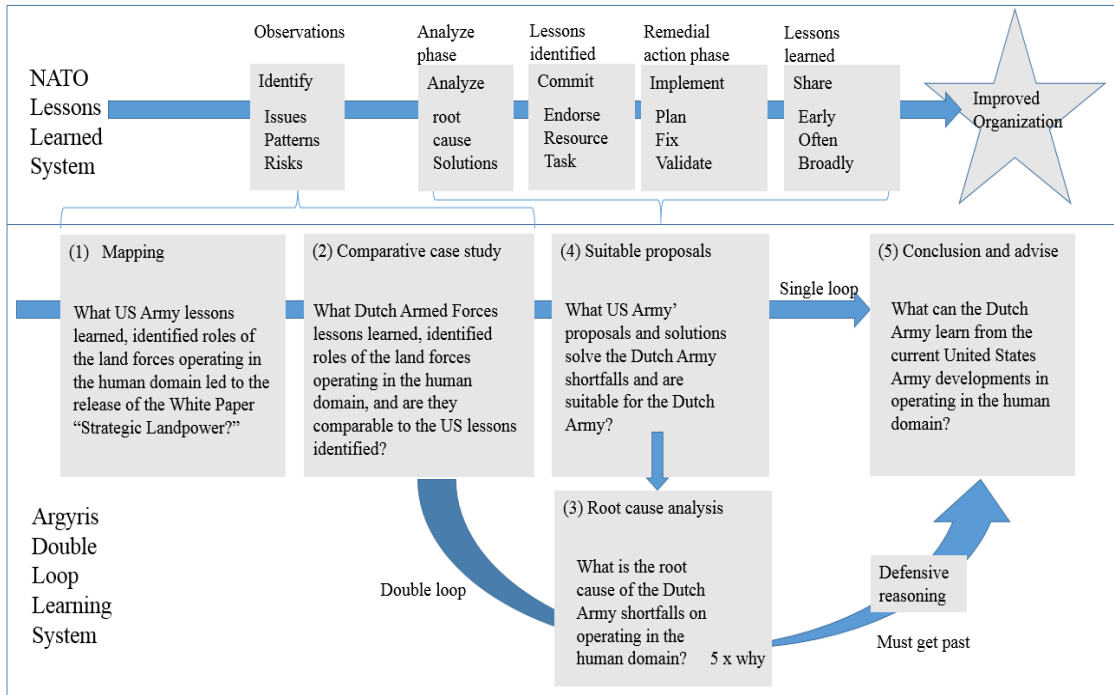 NATO
Lessons
Learned
System
Observations
Identify
Issues
Patterns
Risks
Analyze
phase
Analyze
root
cause
Solutions
Lessons
identified
Commit
Endorse
Resource
Task
Remedial
action phase
Implement
Plan
Fix
Validate
Lessons
learned
Share
Early
Often
Broadly
Improved
Organization
(1) Mapping
What US Army lessons
learned, identified roles of
the land forces operating in
the human domain led to the
release of the White Paper
“Strategic Landpower?”
(2) Comparative case study
What Dutch Armed Forces
lessons learned, identified
roles of the land forces
operating in the human
domain, and are they
comparable to the US lessons
identified?
(4) Suitable proposals
What US Army’
proposals and solutions
solve the Dutch Army
shortfalls and are
suitable for the Dutch
Army?
Single loop
(5) Conclusion and advise
What can the Dutch
Army learn from the
current United States
Army developments in
operating in the human
domain?
Argyris
Double
Loop
Learning
System
Double loop
(3) Root cause analysis
What is the root
cause of the Dutch
Army shortfalls on
operating in the
human domain? 5 x why
Defensive
reasoning
Must get past